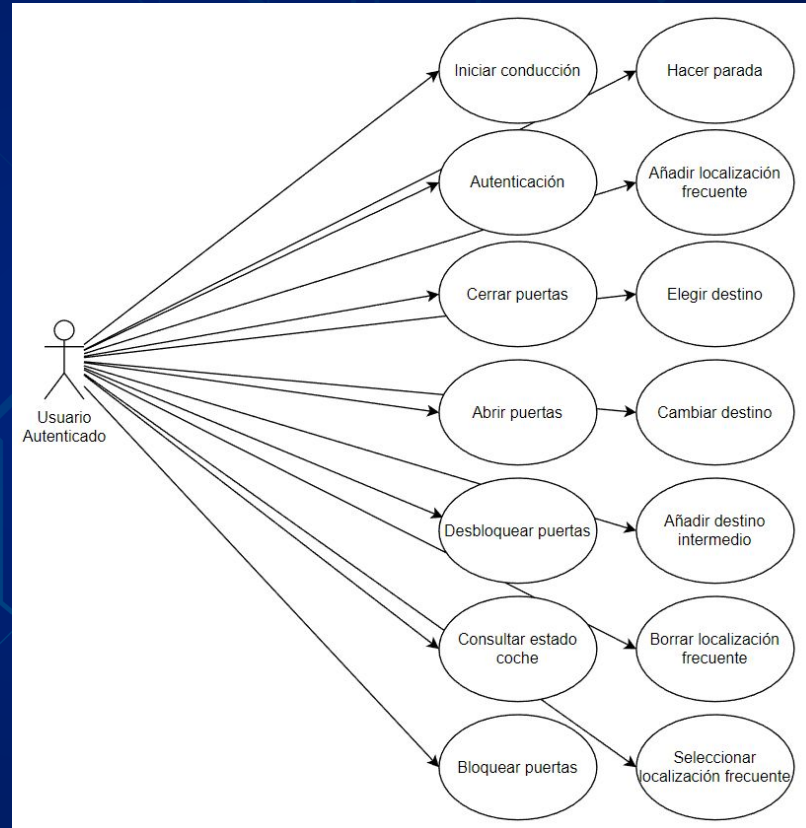 Iniciar conducción
Hacer parada
Autenticación
Añadir localización
frecuente
Cerrar puertas
Elegir destino
Usuario
Autenticado
Abrir puertas
Cambiar destino
Desbloquear puertas
Añadir destino
intermedio
Consultar estado
coche
Borrar localización
frecuente
Bloquear puertas
Seleccionar
localización frecuente